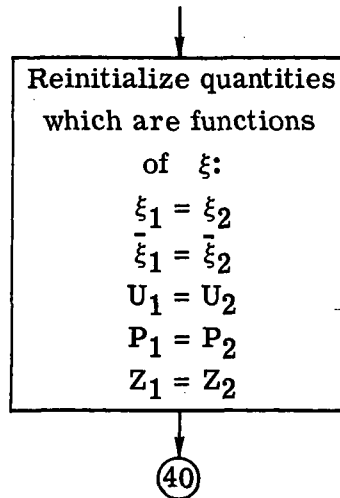 Reinitialize quantities
which are functions
of ξ:
ξ₁ = ξ₂
ξ̄₁ = ξ̄₂
U₁ = U₂
P₁ = P₂
Z₁ = Z₂
40